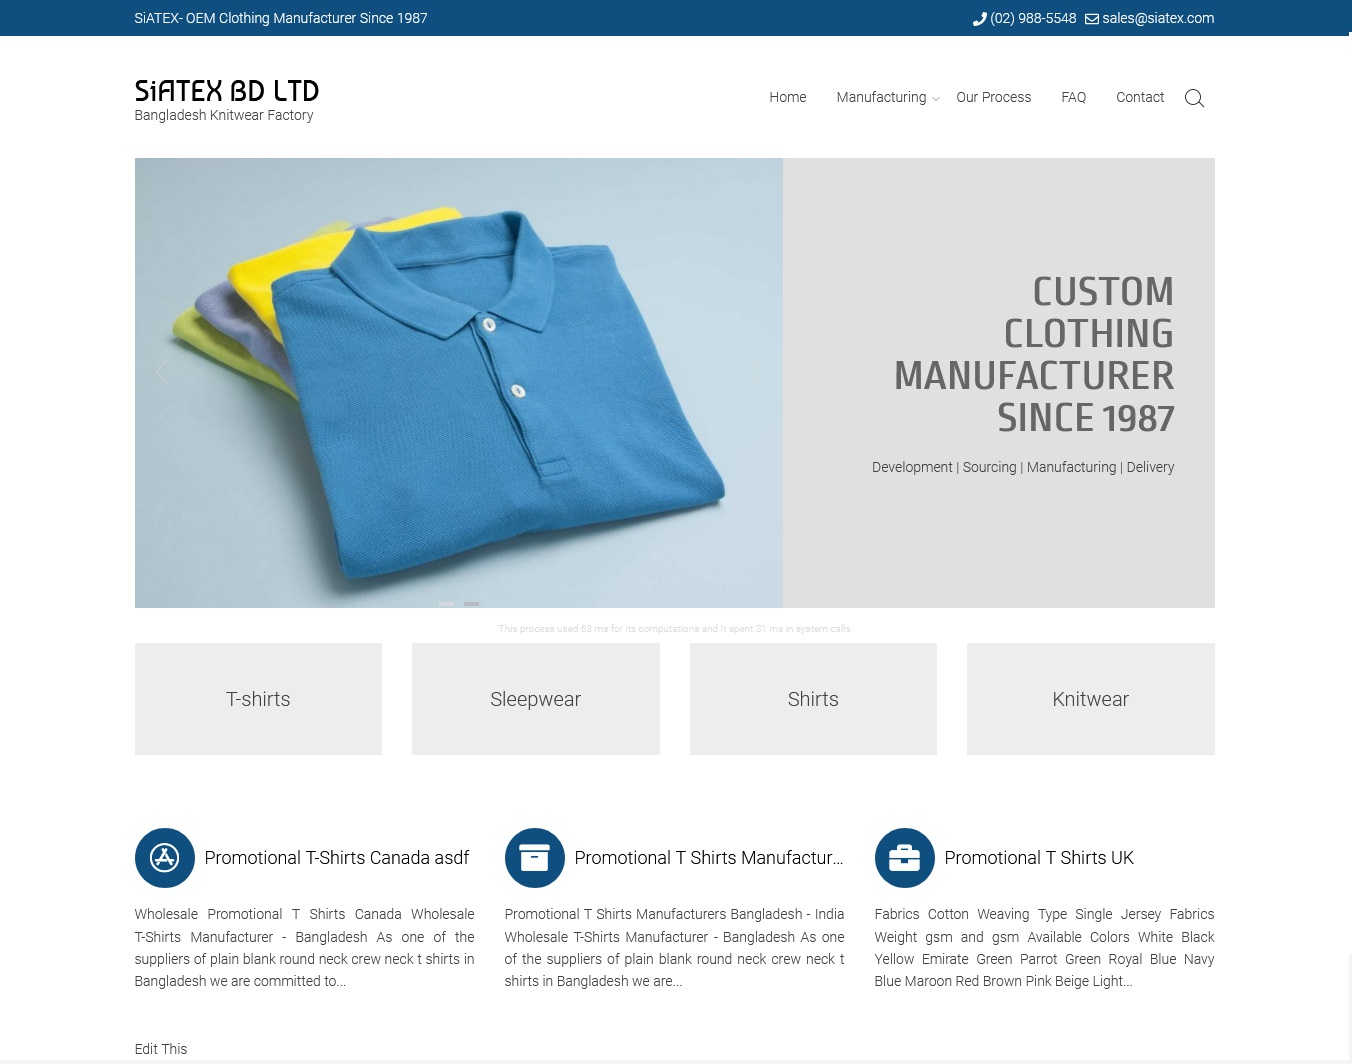 SiATEX- OEM Clothing Manufacturer Since 1987
(02) 988-5548 sales@siatex.com
SiATEX BD LTD
Bangladesh Knitwear Factory
Home Manufacturing Our Process FAQ Contact
CUSTOM
CLOTHING
MANUFACTURER
SINCE 1987
Development | Sourcing | Manufacturing | Delivery
This process used 63 ms for its computations and It spent 31 ms in system calls
T-shirts
Sleepwear
Shirts
Knitwear
Promotional T-Shirts Canada asdf
Wholesale Promotional T Shirts Canada Wholesale
T-Shirts Manufacturer - Bangladesh As one of the
suppliers of plain blank round neck crew neck t shirts in
Bangladesh we are committed to...
Promotional T Shirts Manufactur...
Promotional T Shirts Manufacturers Bangladesh - India
Wholesale T-Shirts Manufacturer - Bangladesh As one
of the suppliers of plain blank round neck crew neck t
shirts in Bangladesh we are...
Promotional T Shirts UK
Fabrics Cotton Weaving Type Single Jersey Fabrics
Weight gsm and gsm Available Colors White Black
Yellow Emirate Green Parrot Green Royal Blue Navy
Blue Maroon Red Brown Pink Beige Light...
Edit This